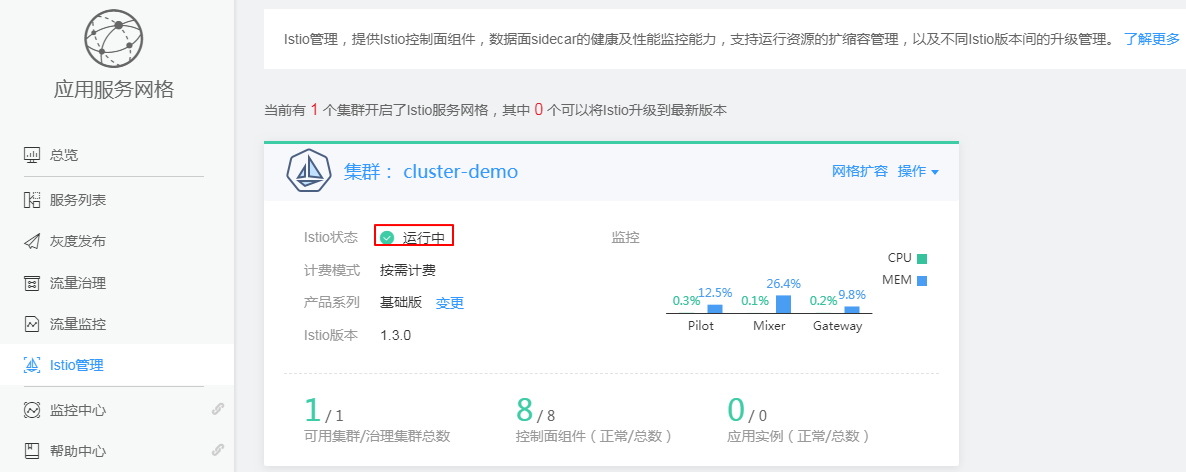 应用服务网格
总览
服务列表
灰度发布
流量治理
流量监控
Istio管理
监控中心
帮助中心
Istio管理，提供Istio控制面组件，数据面sidecar的健康及性能监控能力，支持运行资源的扩缩容管理，以及不同Istio版本间的升级管理。 了解更多
当前有 1 个集群开启了Istio服务网格，其中 0 个可以将Istio升级到最新版本
集群： cluster-demo
网格扩容 操作
Istio状态 运行中
计费模式 按需计费
产品系列 基础版 变更
Istio版本 1.3.0
监控
CPU
MEM
0.3% 12.5% 0.1% 26.4% 0.2% 9.8%
Pilot Mixer Gateway
1 / 1
可用集群/治理集群总数
8 / 8
控制面组件（正常/总数）
0 / 0
应用实例（正常/总数）